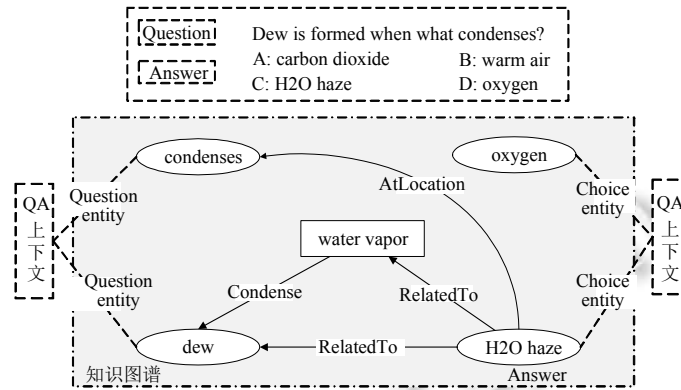 Question
Dew is formed when what condenses?
Answer
A: carbon dioxide
B: warm air
C: H2O haze
D: oxygen
condenses
oxygen
AtLocation
QA
上
下
文
Question
entity
Choice
entity
QA
上
下
文
water vapor
Question
entity
Condense
RelatedTo
Choice
entity
dew
RelatedTo
H2O haze
知识图谱
Answer